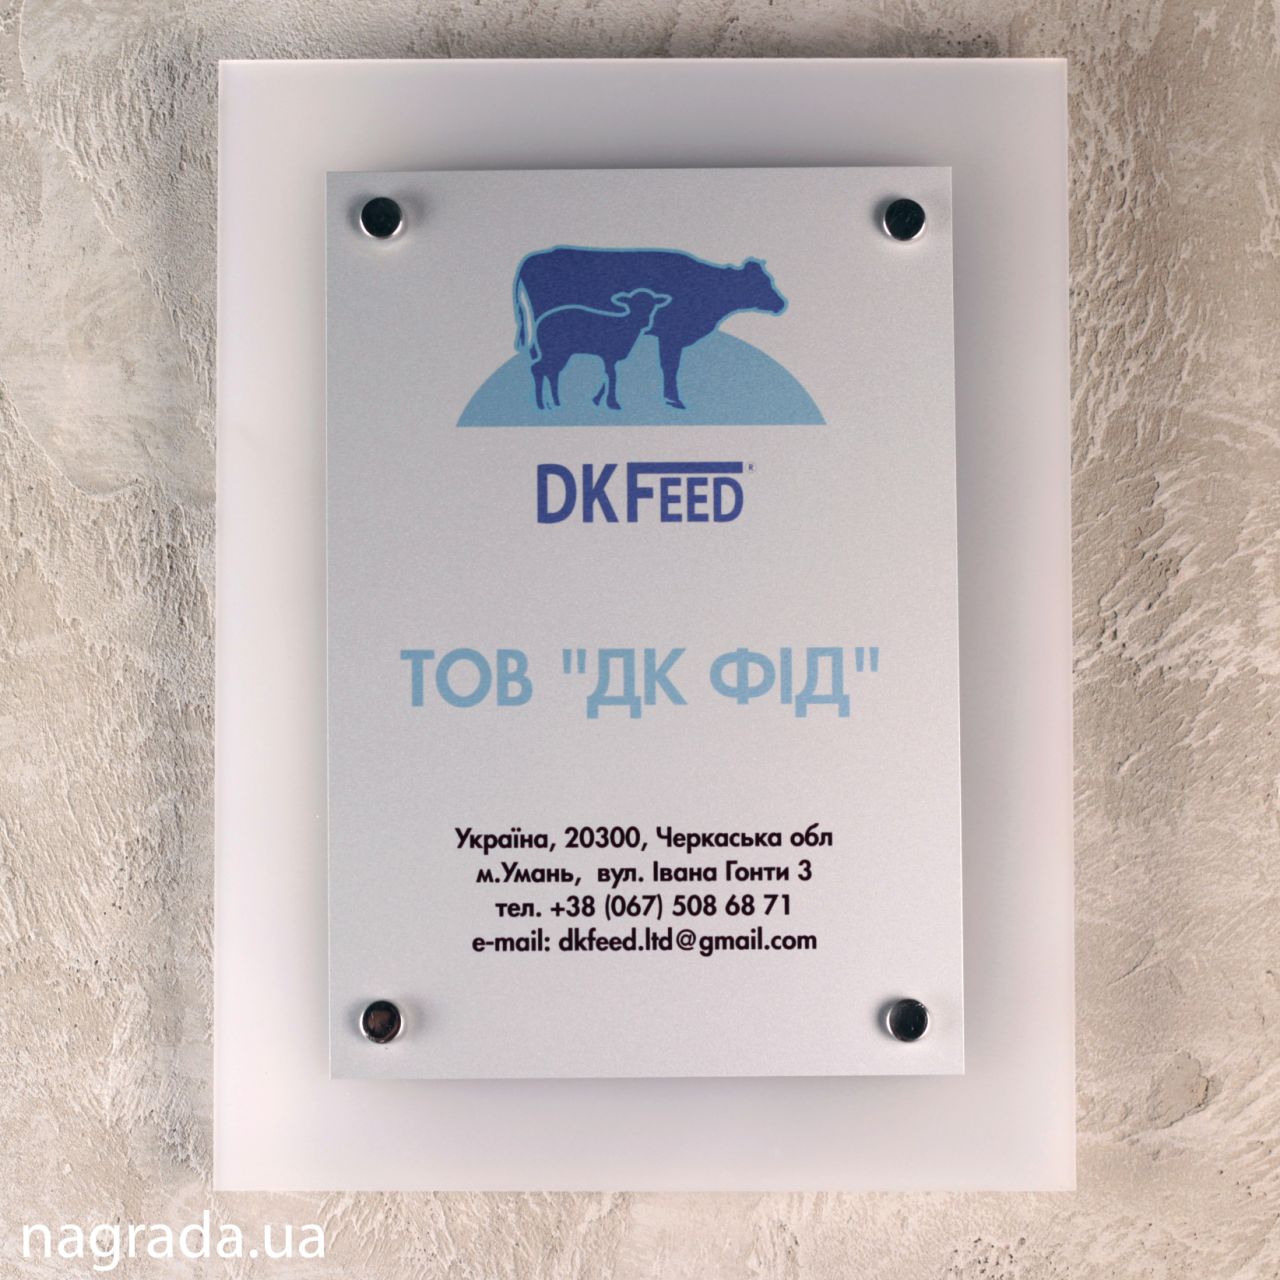 DKFEED ®
ТОВ "ДК ФІД"
Україна, 20300, Черкаська обл
м.Умань, вул. Івана Гонти 3
тел. +38 (067) 508 68 71
e-mail: dkfeed.ltd@gmail.com
nagrada.ua